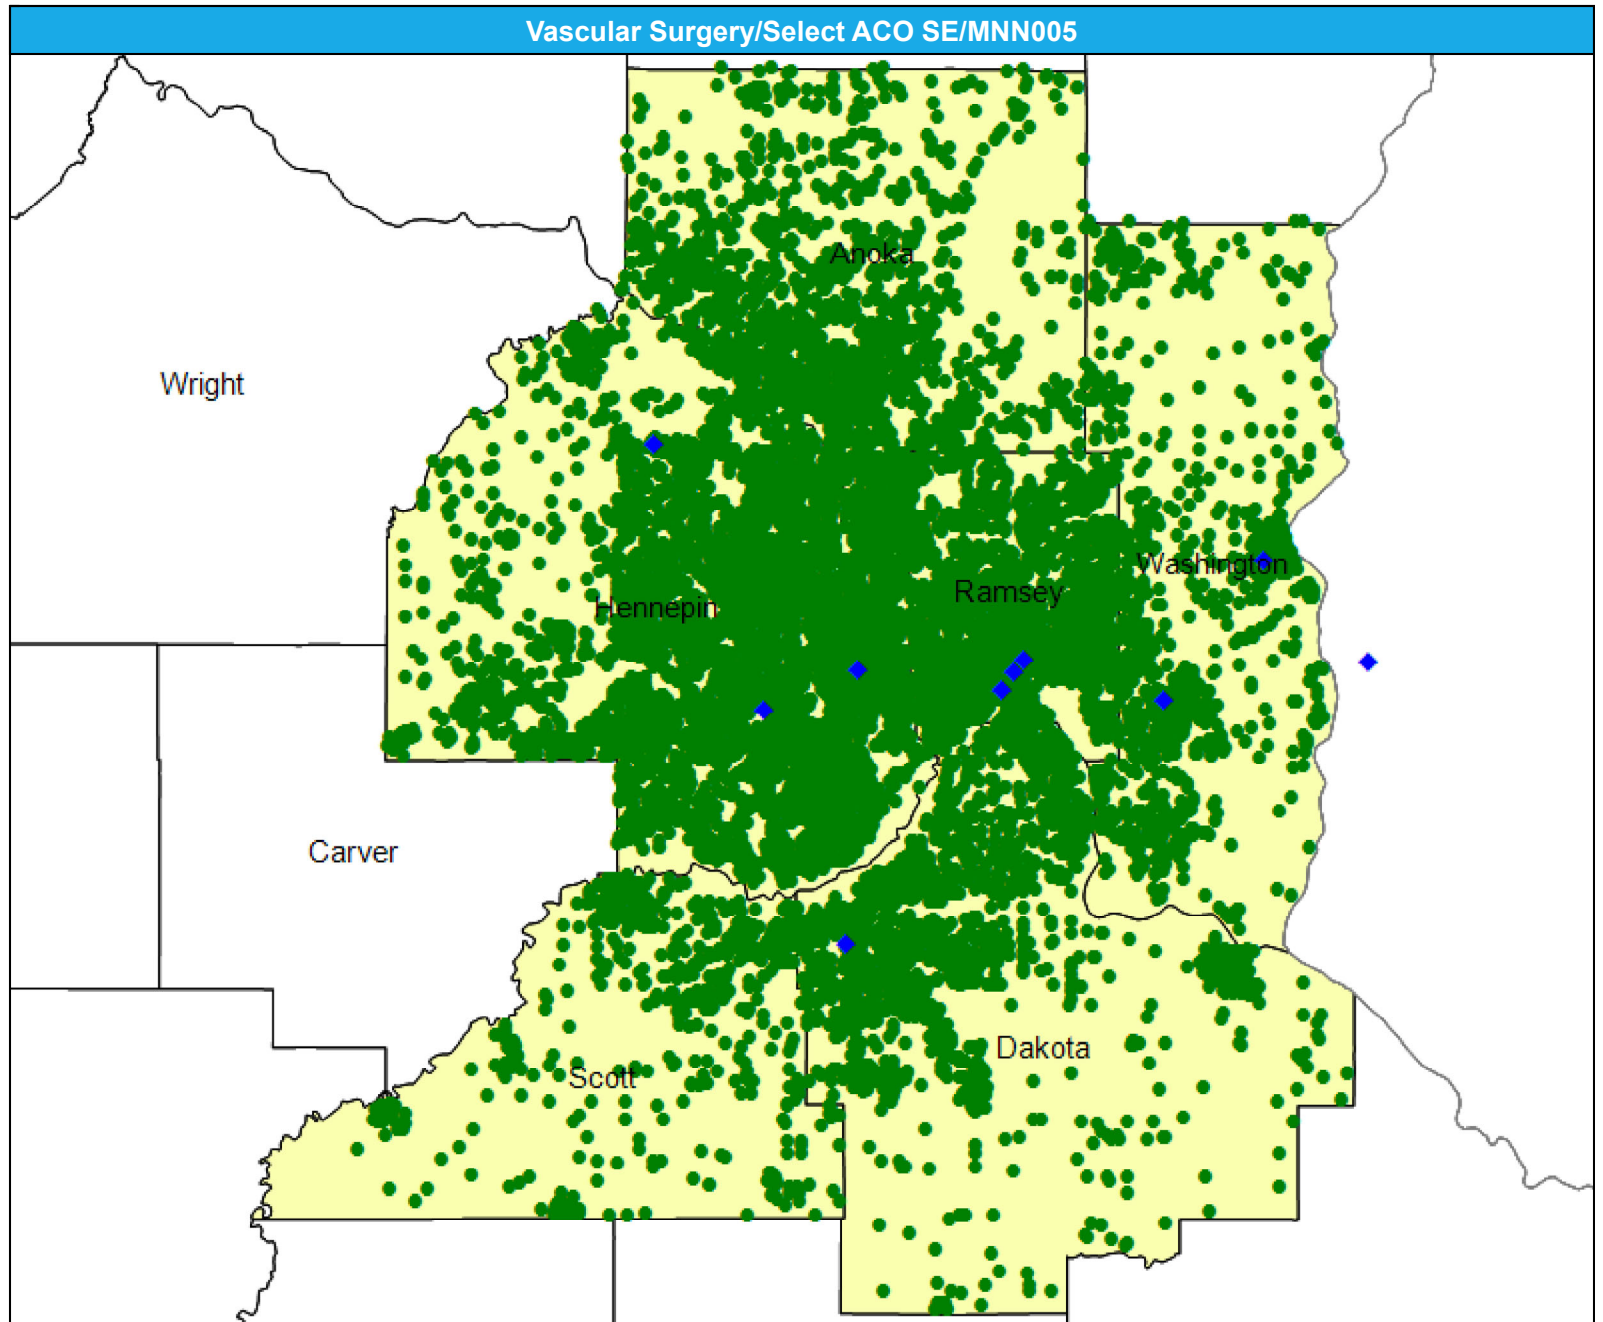 Vascular Surgery/Select ACO SE/MNN005
Anoka
Wright
Washington
Ramsey
Hennepin
Carver
Dakota
Scott